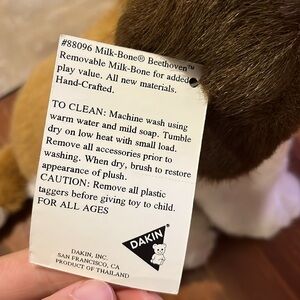 #88096 Milk-Bone® Beethoven™
Removable Milk-Bone for added
play value. All new materials.
Hand-Crafted.
TO CLEAN: Machine wash using
warm water and mild soap. Tumble
dry on low heat with small load.
Remove all accessories prior to
washing. When dry, brush to restore
appearance of plush.
CAUTION: Remove all plastic
taggers before giving toy to child.
FOR ALL AGES
DAKIN
DAKIN, INC.
SAN FRANCISCO, CA
PRODUCT OF THAILAND